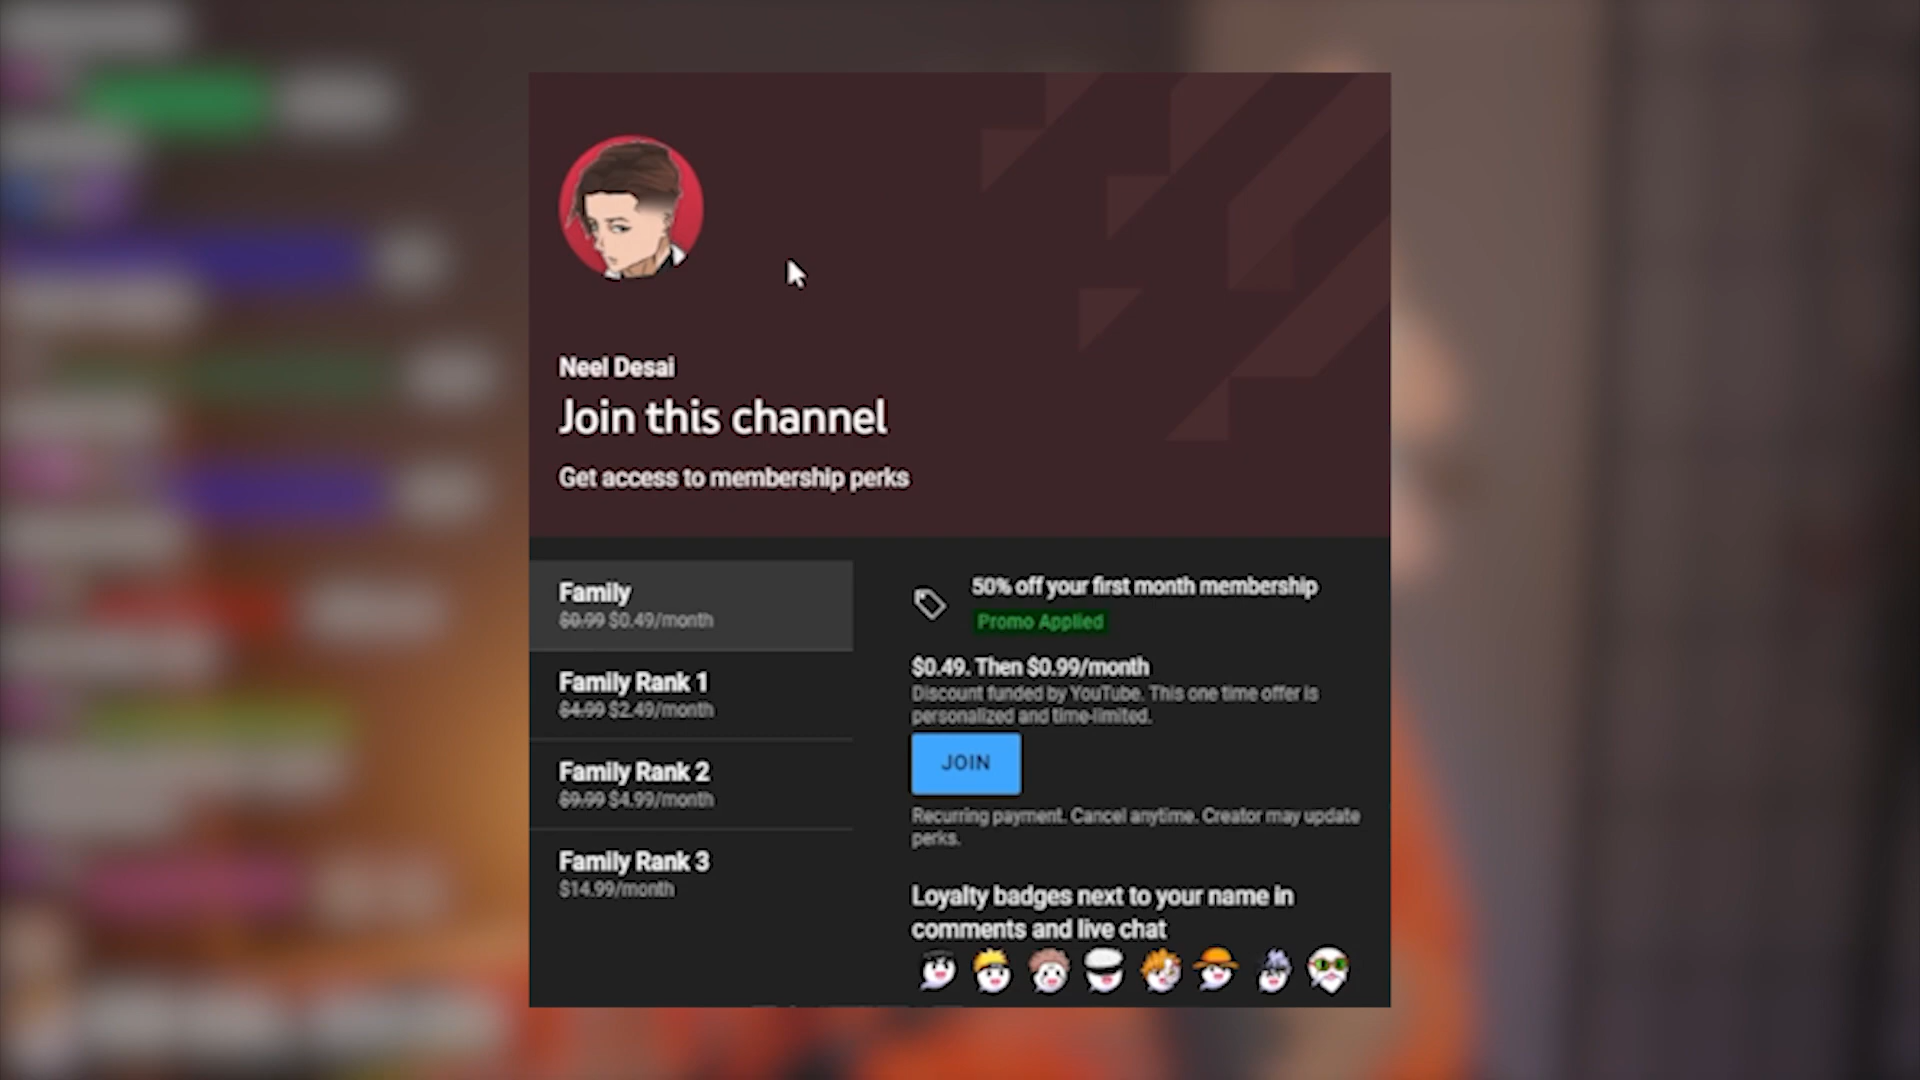 Neel Desai
Join this channel
Get access to membership perks
Family
$0.99 $0.49/month
Family Rank 1
$4.99 $2.49/month
Family Rank 2
$9.99 $4.99/month
Family Rank 3
$14.99/month
50% off your first month membership
Promo Applied
$0.49. Then $0.99/month
Discount funded by YouTube. This one time offer is
personalized and time-limited.
JOIN
Recurring payment. Cancel anytime. Creator may update
perks.
Loyalty badges next to your name in
comments and live chat